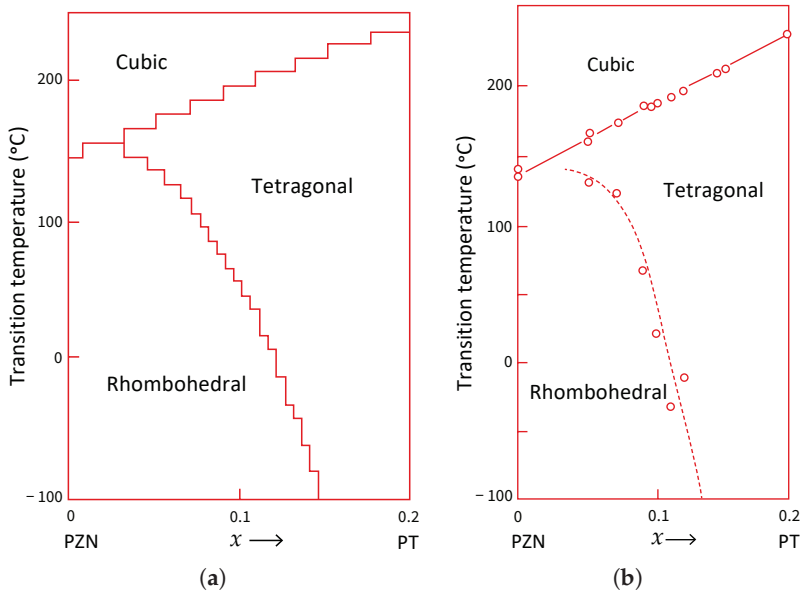 Transition temperature (°C)
200
100
0
−100
Cubic
Tetragonal
Rhombohedral
0 0.1 0.2
PZN x ⟶ PT
(a)
Transition temperature (°C)
200
100
0
−100
Cubic
Tetragonal
Rhombohedral
0 0.1 0.2
PZN x ⟶ PT
(b)